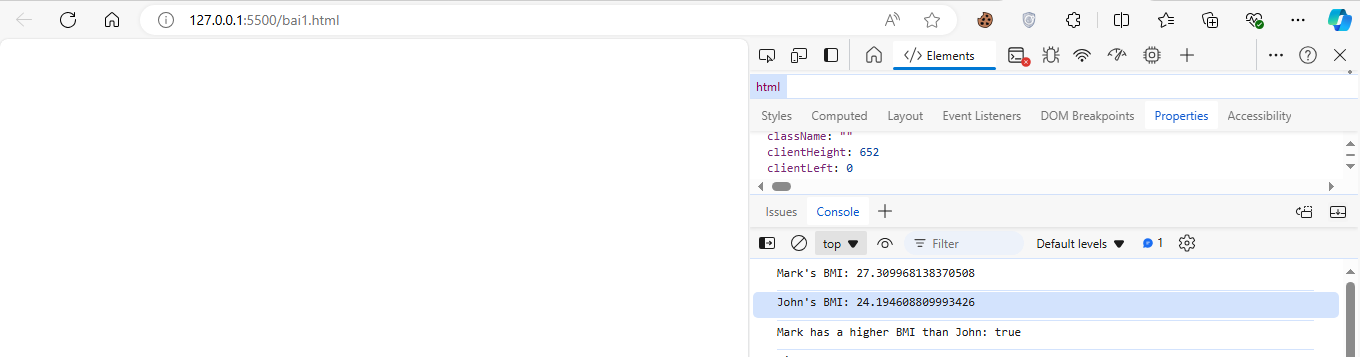 127.0.0.1:5500/bai1.html
Elements
html
Styles Computed Layout Event Listeners DOM Breakpoints Properties Accessibility
className: ""
clientHeight: 652
clientLeft: 0
Issues Console
top Filter Default levels 1
Mark's BMI: 27.309968138370508
John's BMI: 24.194608809993426
Mark has a higher BMI than John: true